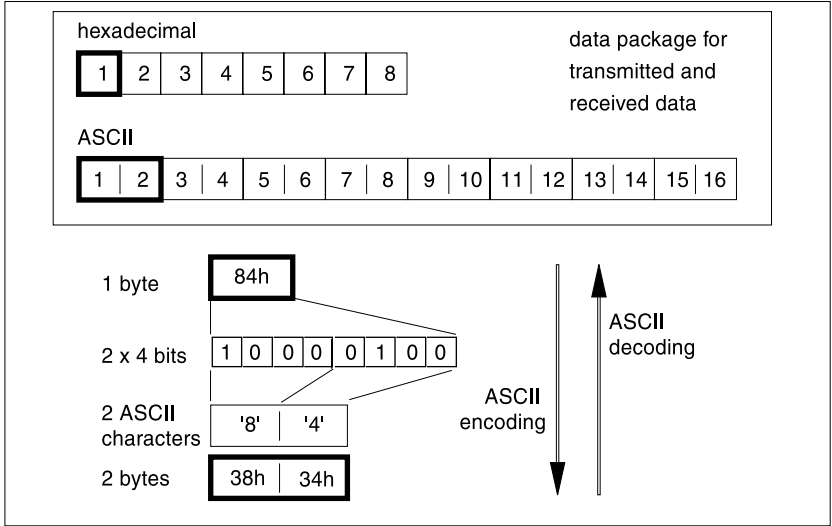 hexadecimal
1 2 3 4 5 6 7 8
data package for
transmitted and
received data
ASCII
1 2 3 4 5 6 7 8 9 10 11 12 13 14 15 16
1 byte
84h
2 x 4 bits
1 0 0 0 0 1 0 0
2 ASCII
characters
'8' '4'
2 bytes
38h 34h
ASCII
encoding
ASCII
decoding